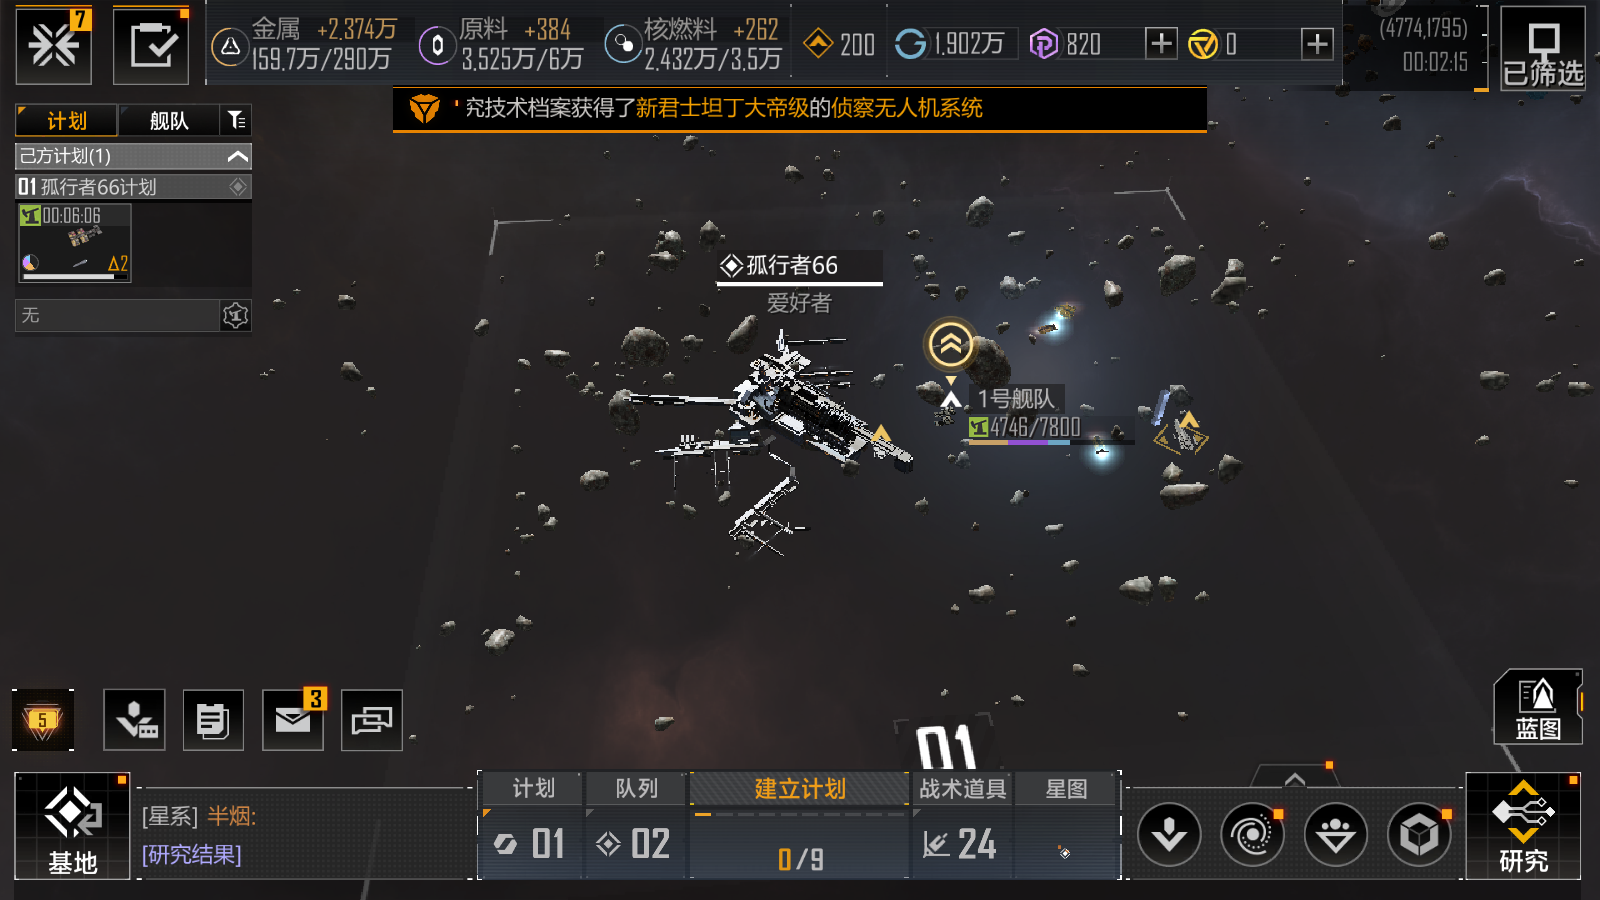 7
金属 +2.374万
159.7万/290万
原料 +384
3.525万/6万
核燃料 +262
2.432万/3.5万
200
1.902万
820
0
(4774,1795)
00:02:15
已筛选
究技术档案获得了新君士坦丁大帝级的侦察无人机系统
计划
舰队
己方计划(1)
01 孤行者66计划
00:06:06
2
无
孤行者66
爱好者
1号舰队
4746/7800
5
3
01
蓝图
基地
[星系] 半烟:
[研究结果]
计划
01
队列
02
建立计划
0/9
战术道具
24
星图
研究